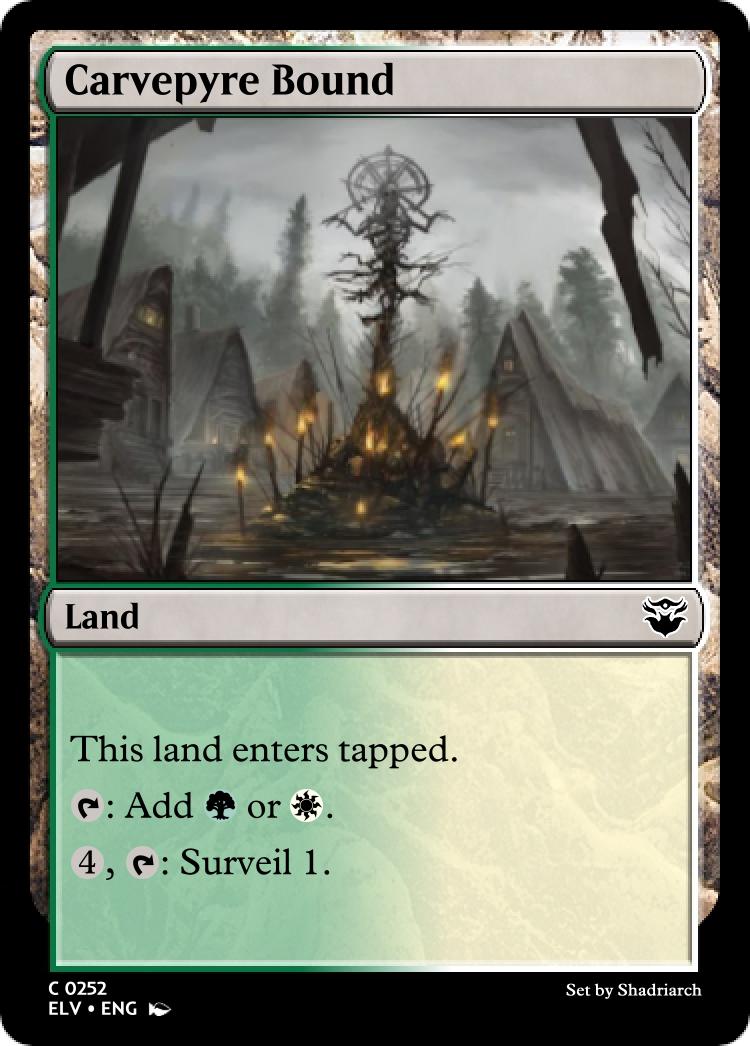 Carvepyre Bound
Land
This land enters tapped.
: Add or .
4, : Surveil 1.
C 0252
ELV • ENG
Set by Shadriarch